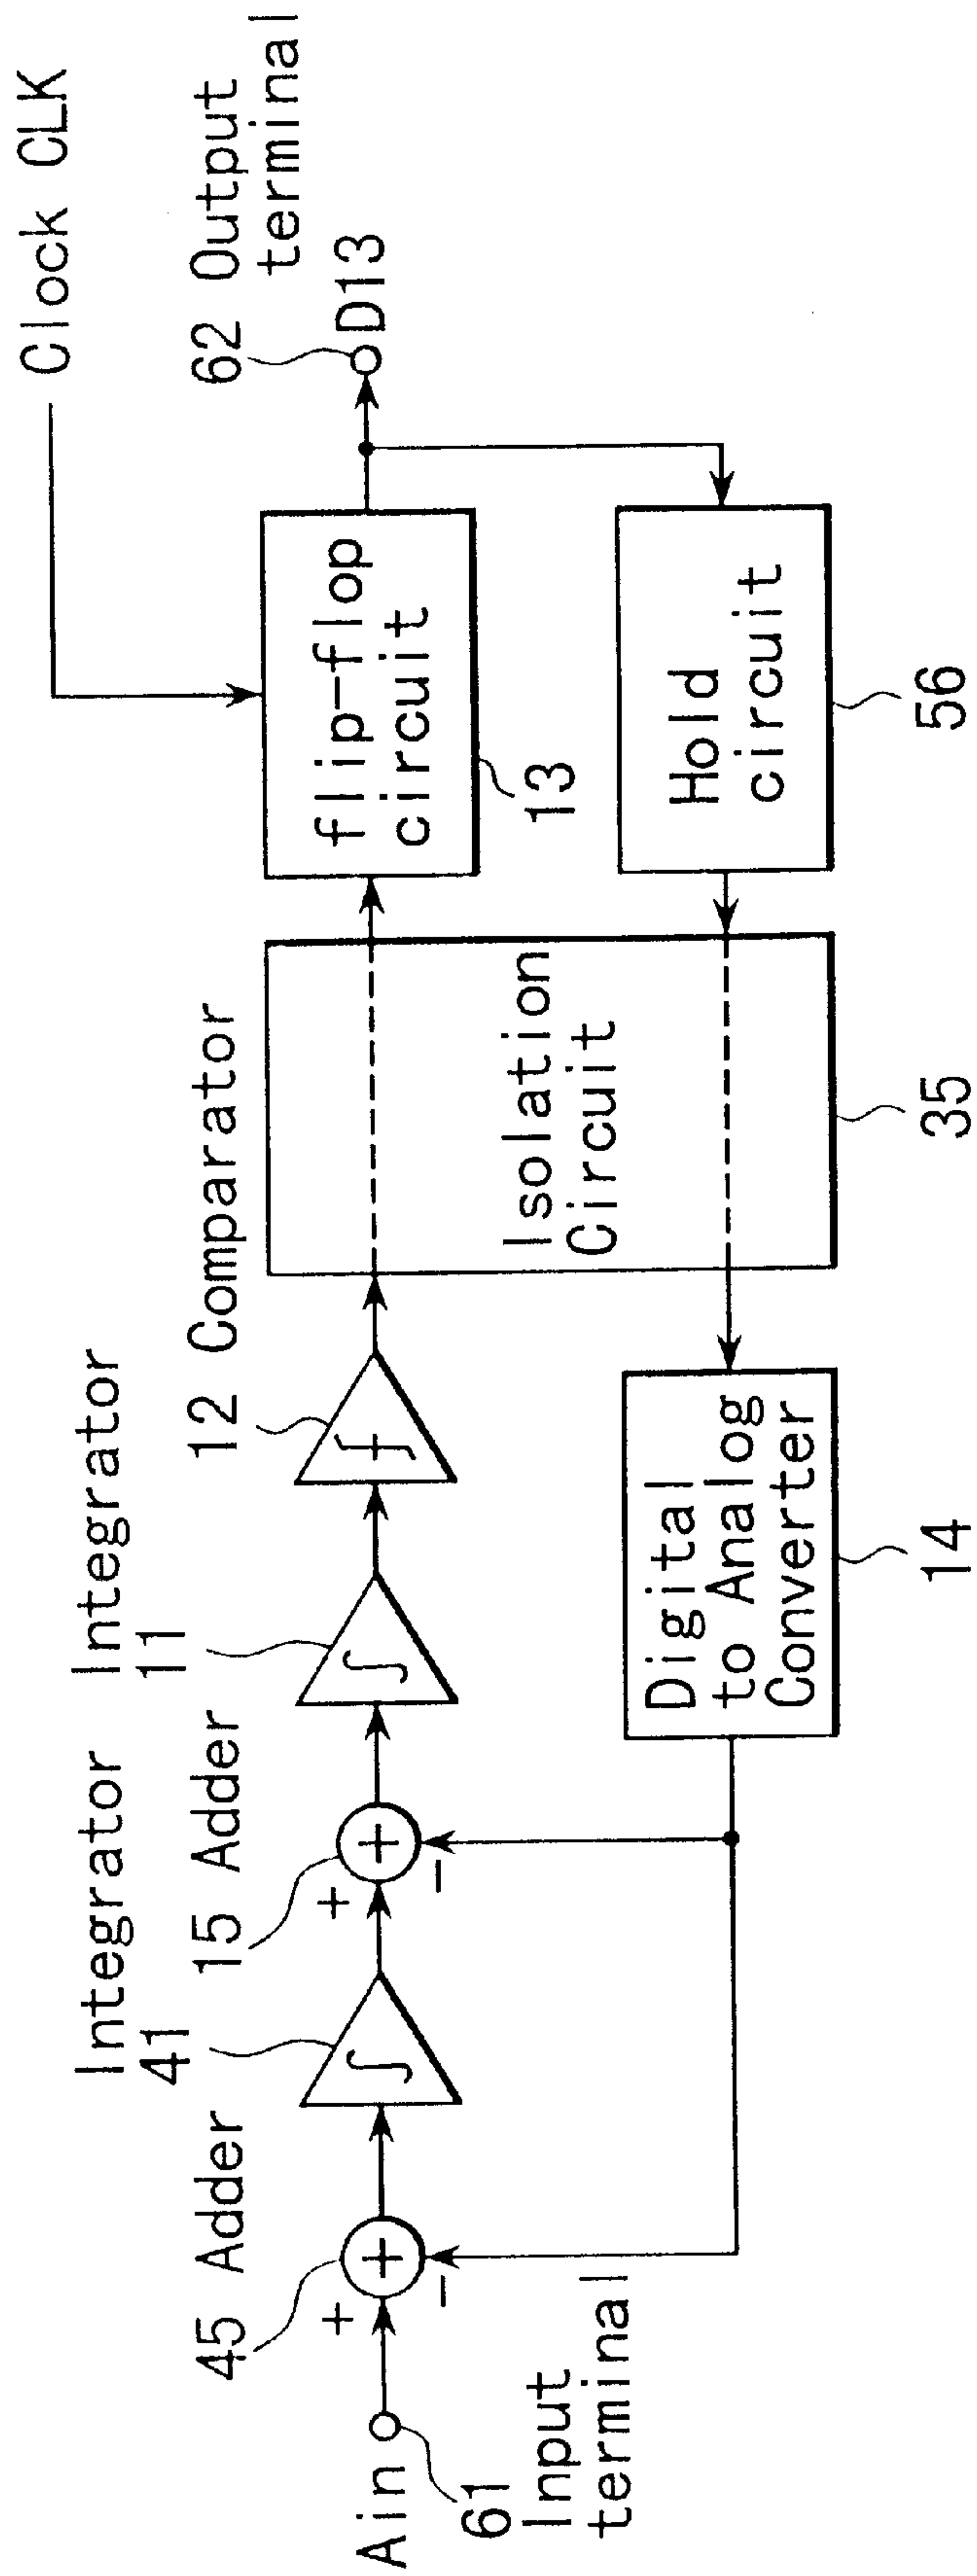 Clock CLK
62 Output
terminal
D13
flip-flop
circuit
13
Hold
circuit
56
Isolation
Circuit
35
12 Comparator
Integrator
11
Digital
to Analog
Converter
14
15 Adder
+
+
−
Integrator
41
45 Adder
+
+
−
Ain
61
Input
terminal